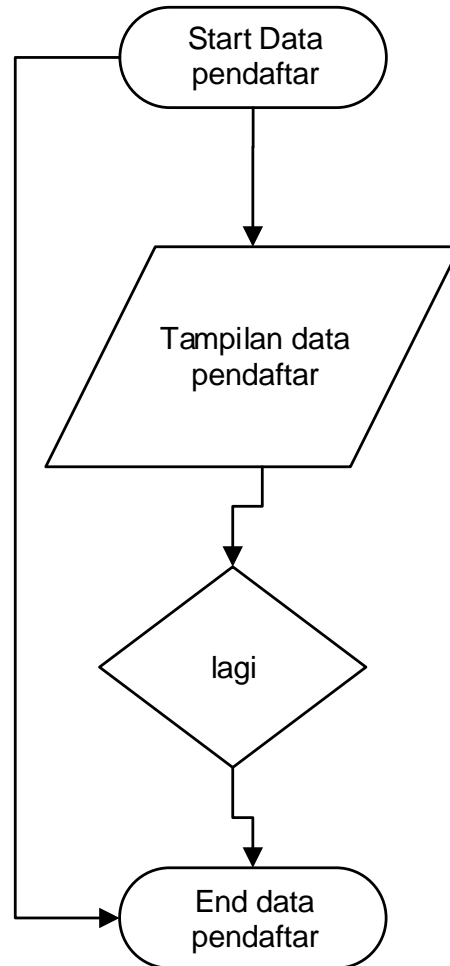 Start Data
pendaftar
Tampilan data
pendaftar
lagi
End data
pendaftar